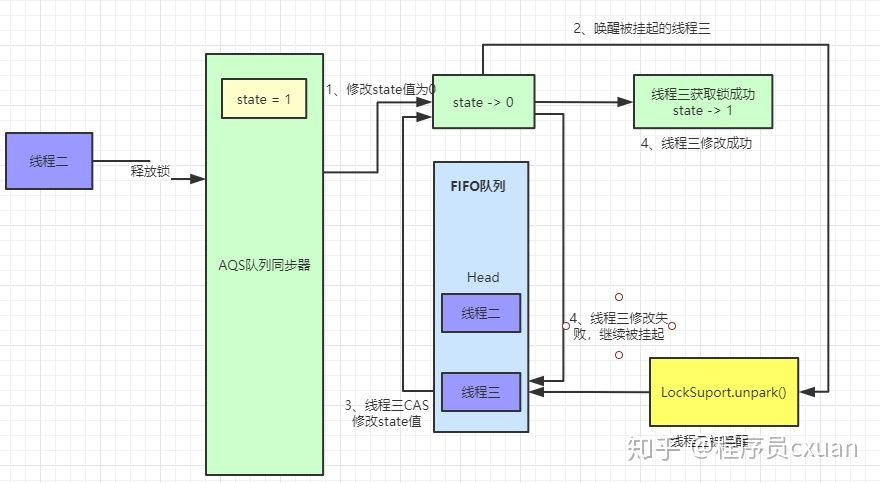 2、唤醒被挂起的线程三
state = 1
1、修改state值为0
state -> 0
线程三获取锁成功
state -> 1
4、线程三修改成功
线程二
释放锁
FIFO队列
AQS队列同步器
Head
线程二
4、线程三修改失
败，继续被挂起
线程三
LockSuport.unpark()
3、线程三CAS
修改state值
知乎 @程序员cxuan